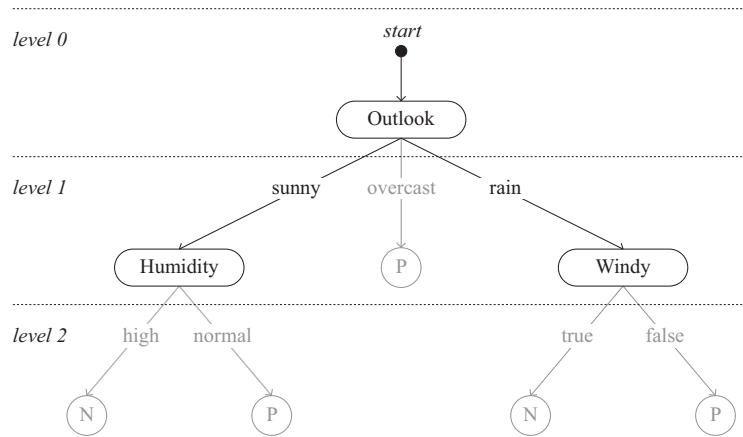 level 0
start
Outlook
level 1
sunny overcast rain
Humidity P Windy
level 2
high normal true false
N P N P